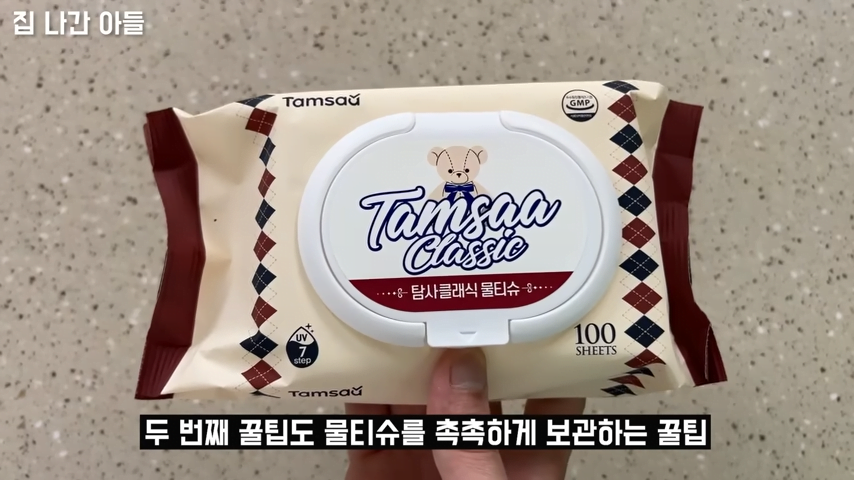 집 나간 아들
Tamsaa
GMP
Tamsaa
Classic
탐사클래식 물티슈
UV
7
step
100
SHEETS
Tamsaa
두 번째 꿀팁도 물티슈를 촉촉하게 보관하는 꿀팁